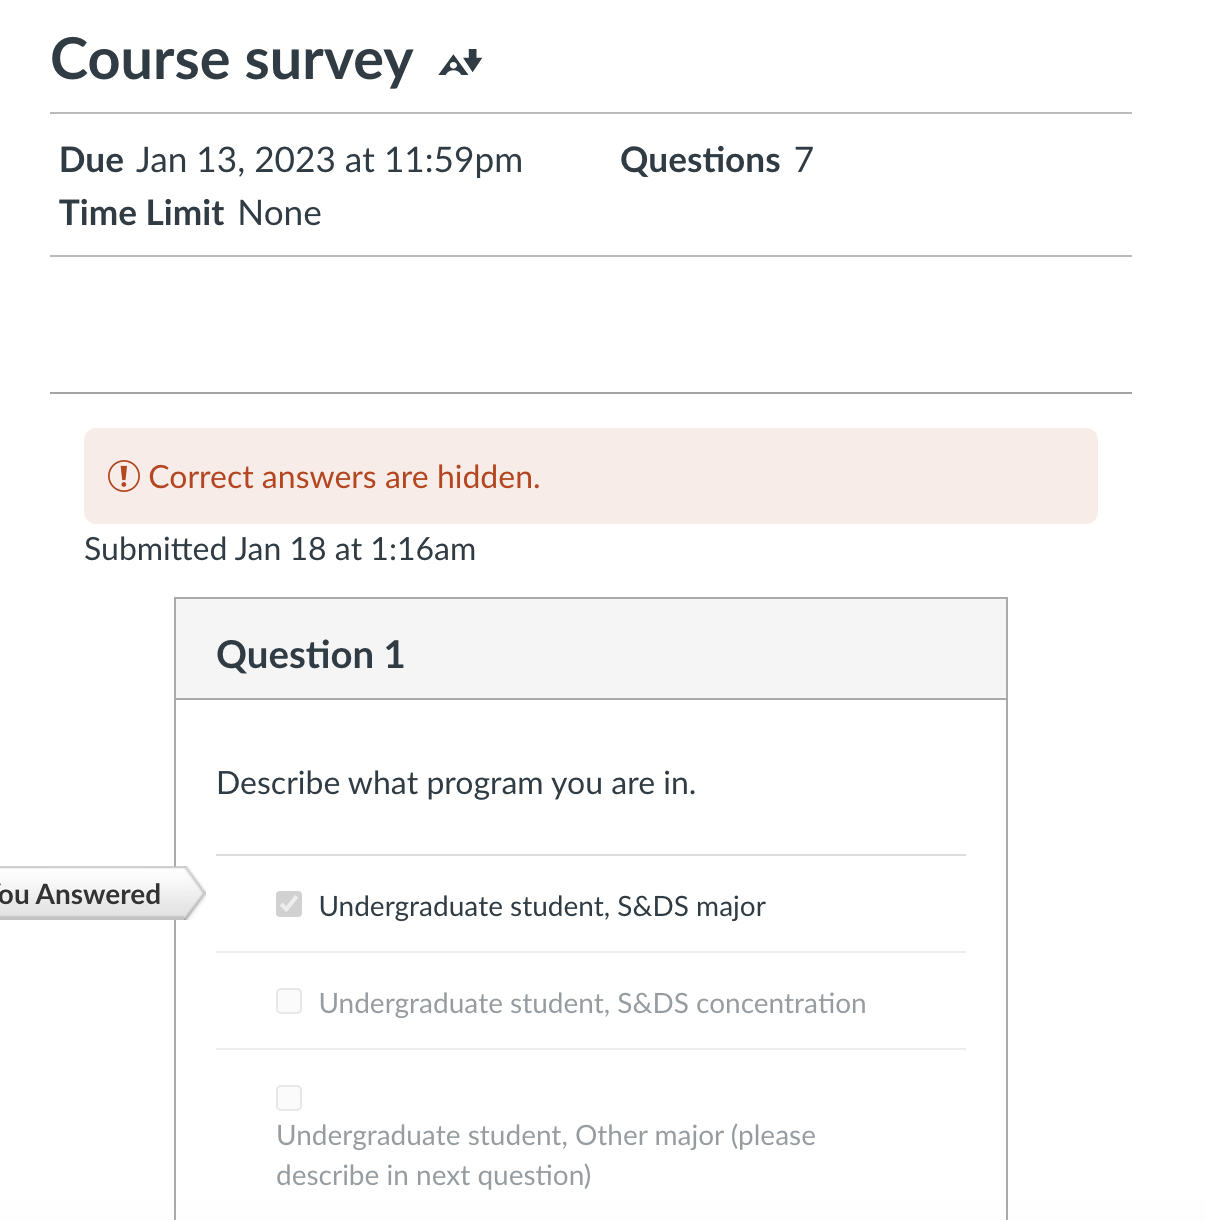 Course survey
Due Jan 13, 2023 at 11:59pm Questions 7
Time Limit None
Correct answers are hidden.
Submitted Jan 18 at 1:16am
Question 1
Describe what program you are in.
ou Answered
Undergraduate student, S&DS major
Undergraduate student, S&DS concentration
Undergraduate student, Other major (please
describe in next question)